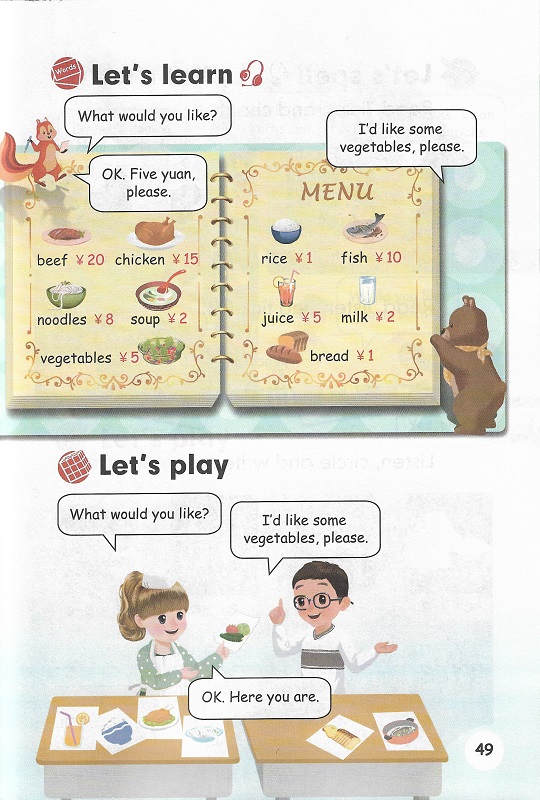 Words
Let's learn
What would you like?
I'd like some
vegetables, please.
OK. Five yuan,
please.
MENU
beef ¥20 chicken ¥15
noodles ¥8 soup ¥2
vegetables ¥5
rice ¥1 fish ¥10
juice ¥5 milk ¥2
bread ¥1
Let's play
What would you like?
I'd like some
vegetables, please.
OK. Here you are.
49